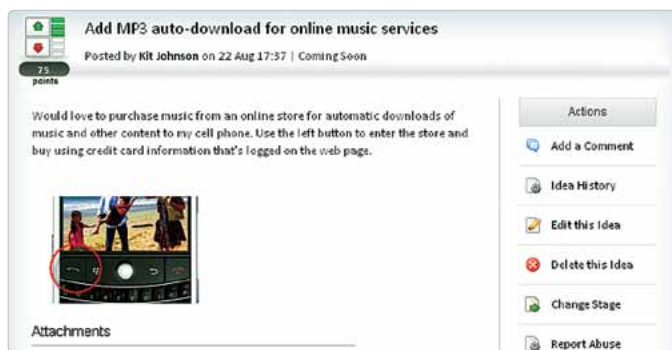 Add MP3 auto-download for online music services
Posted by Kit Johnson on 22 Aug 17:37 | Coming Soon
75
points
Would love to purchase music from an online store for automatic downloads of
music and other content to my cell phone. Use the left button to enter the store and
buy using credit card information that's logged on the web page.
Attachments
Actions
Add a Comment
Idea History
Edit this Idea
Delete this Idea
Change Stage
Report Abuse